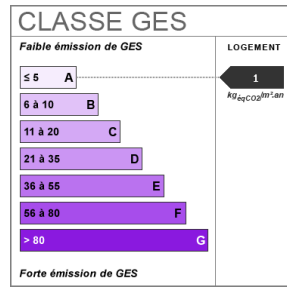 CLASSE GES
Faible émission de GES
LOGEMENT
≤ 5 A
1
kgéqCO2/m².an
6 à 10 B
11 à 20 C
21 à 35 D
36 à 55 E
56 à 80 F
> 80 G
Forte émission de GES